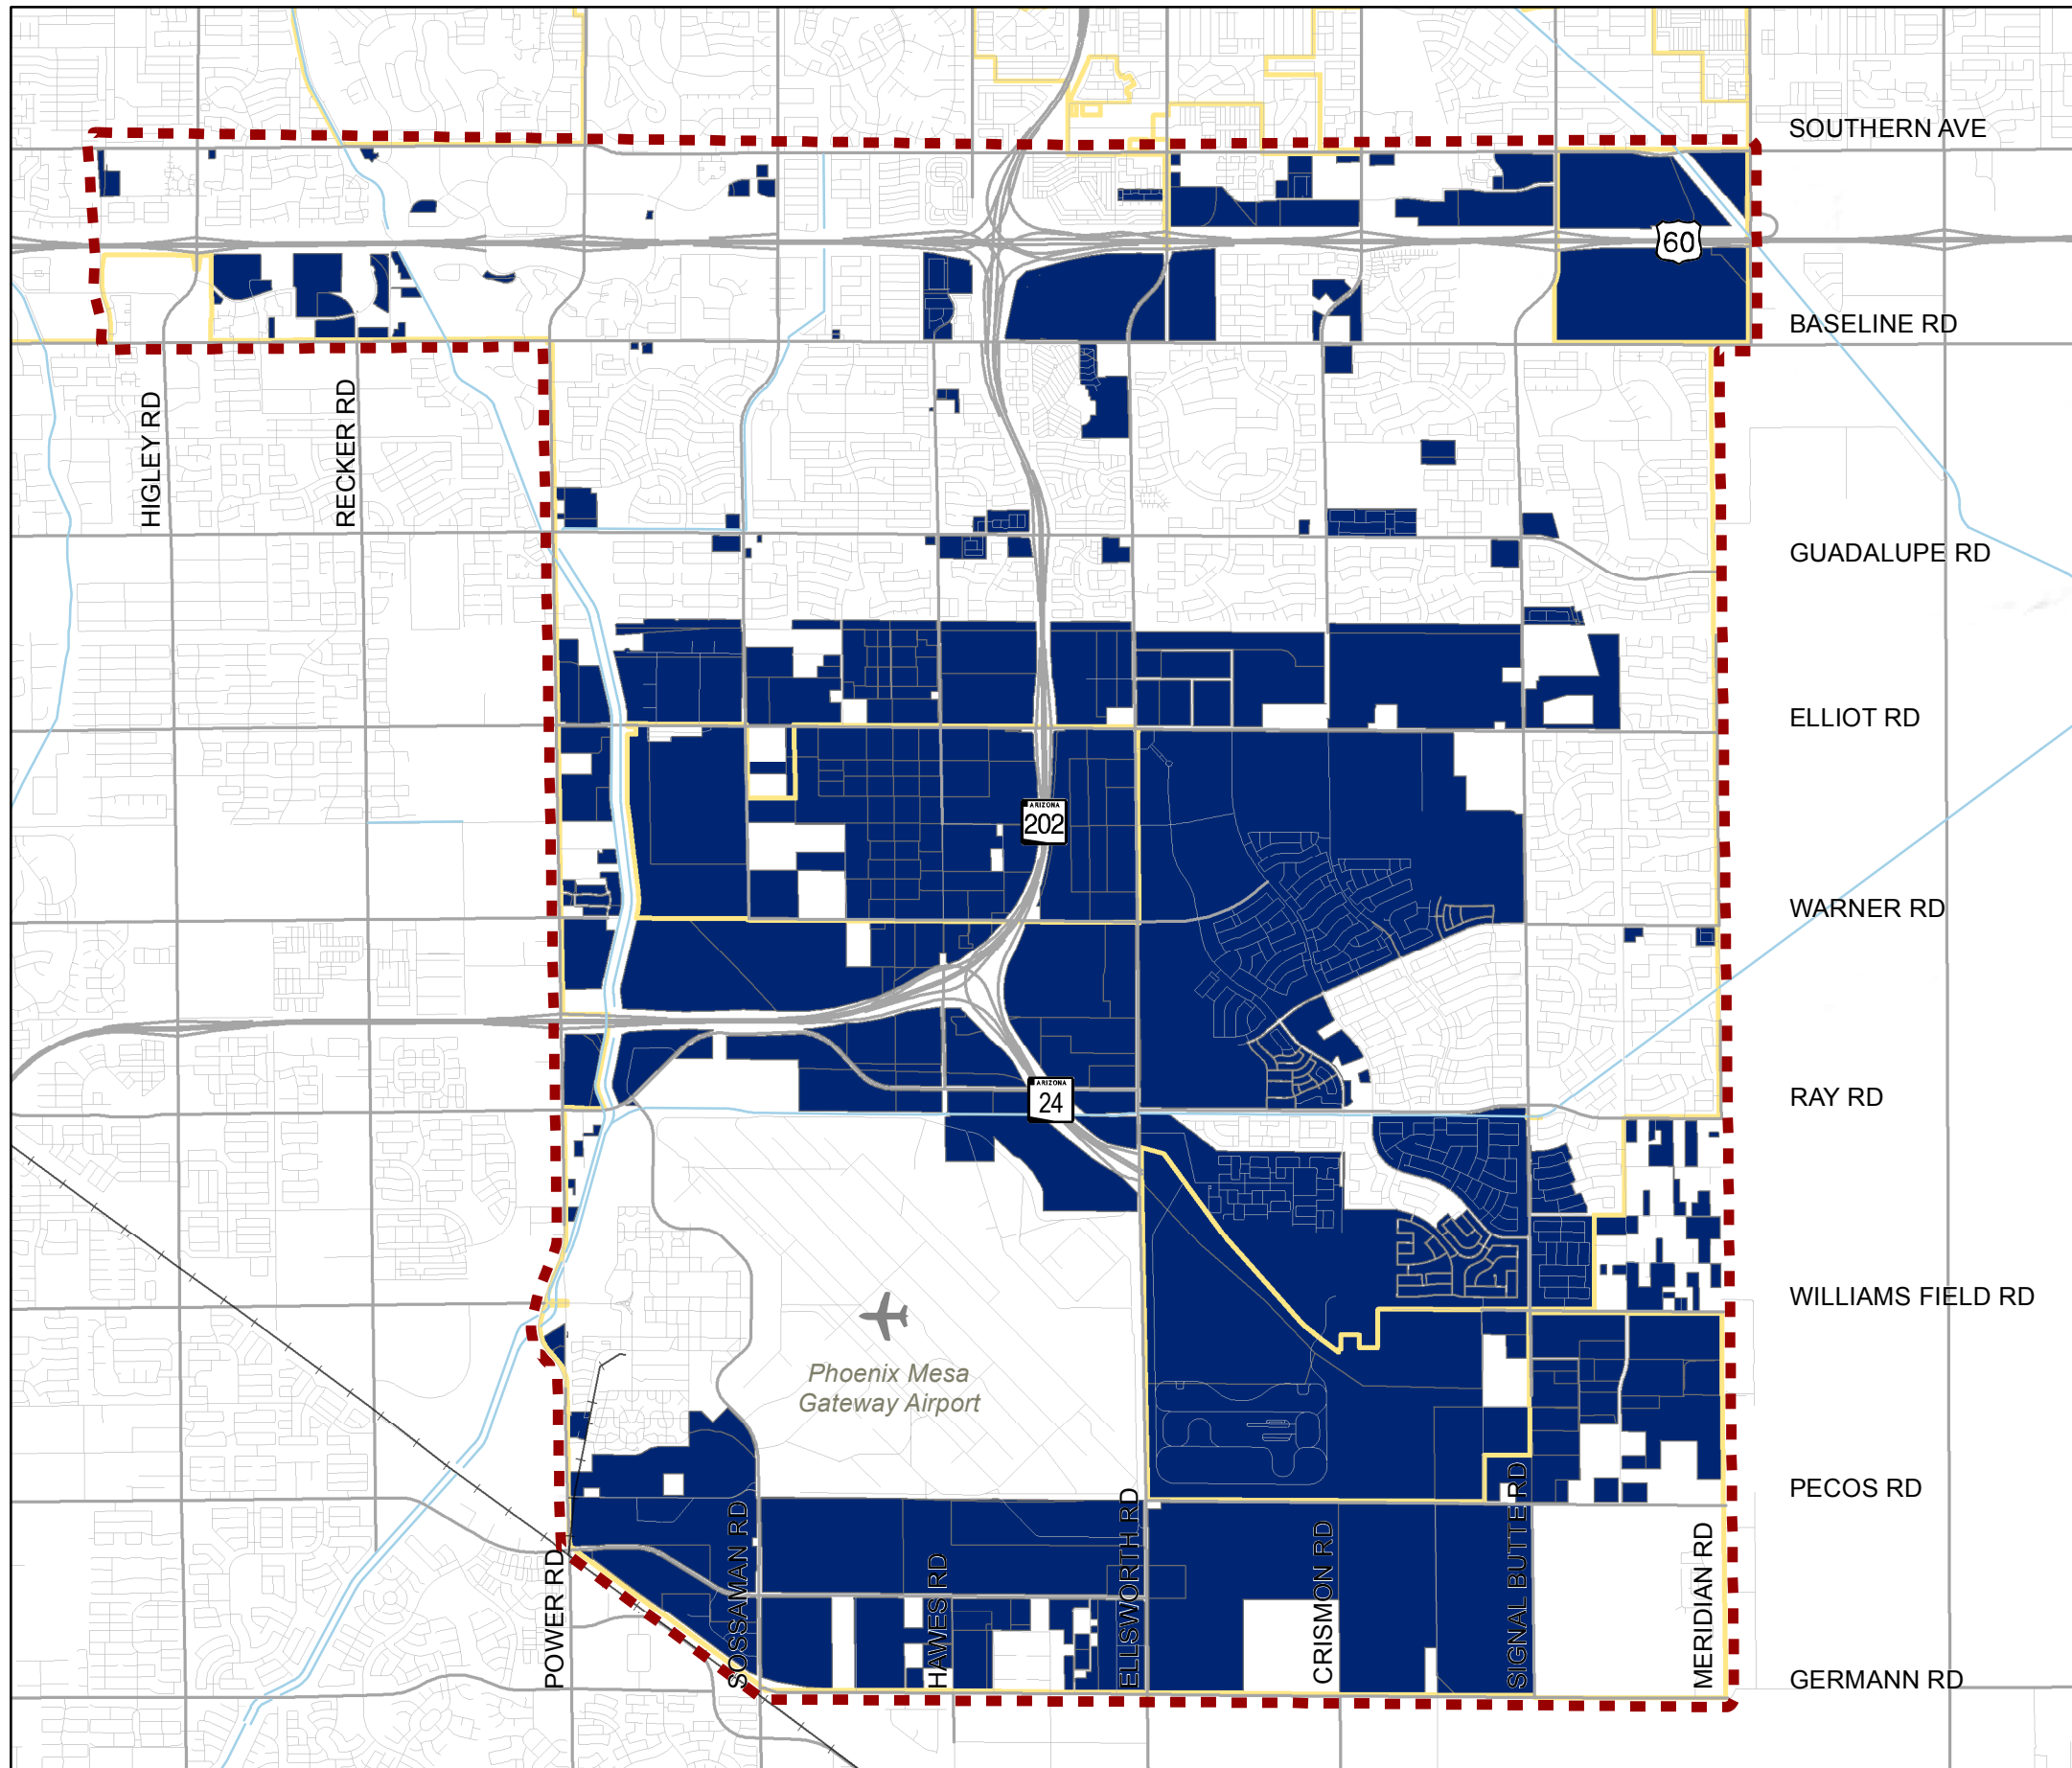 SOUTHERN AVE
60
BASELINE RD
HIGLEY RD
RECKER RD
GUADALUPE RD
ELLIOT RD
ARIZONA
202
WARNER RD
ARIZONA
24
RAY RD
WILLIAMS FIELD RD
Phoenix Mesa
Gateway Airport
PECOS RD
POWER RD
SOSSAMAN RD
HAWES RD
ELLSWORTH RD
CRISMON RD
SIGNAL BUTTE RD
MERIDIAN RD
GERMANN RD